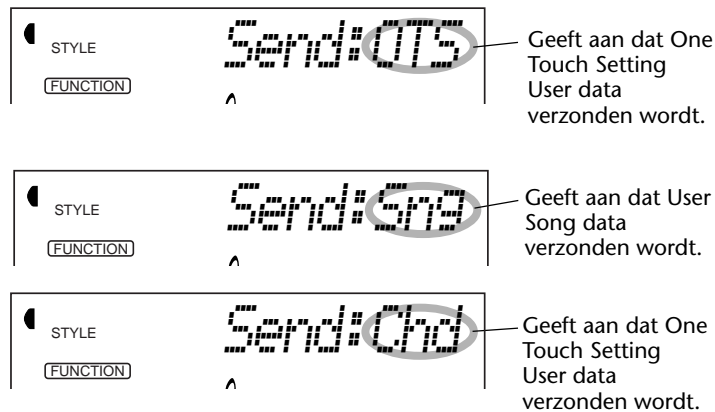 STYLE
Send:OTS
FUNCTION
Geeft aan dat One
Touch Setting
User data
verzonden wordt.
STYLE
Send:Sng
FUNCTION
Geeft aan dat User
Song data
verzonden wordt.
STYLE
Send:Chd
FUNCTION
Geeft aan dat One
Touch Setting
User data
verzonden wordt.